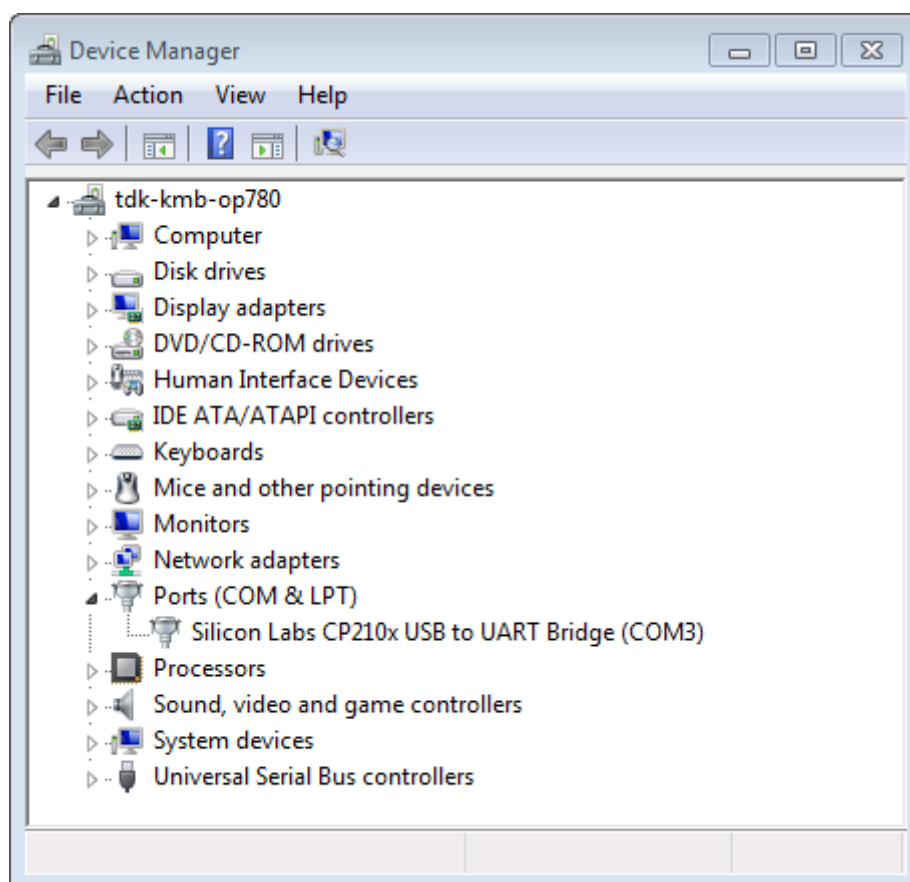 Device Manager
File Action View Help
?
tdk-kmb-op780
Computer
Disk drives
Display adapters
DVD/CD-ROM drives
Human Interface Devices
IDE ATA/ATAPI controllers
Keyboards
Mice and other pointing devices
Monitors
Network adapters
Ports (COM & LPT)
Silicon Labs CP210x USB to UART Bridge (COM3)
Processors
Sound, video and game controllers
System devices
Universal Serial Bus controllers